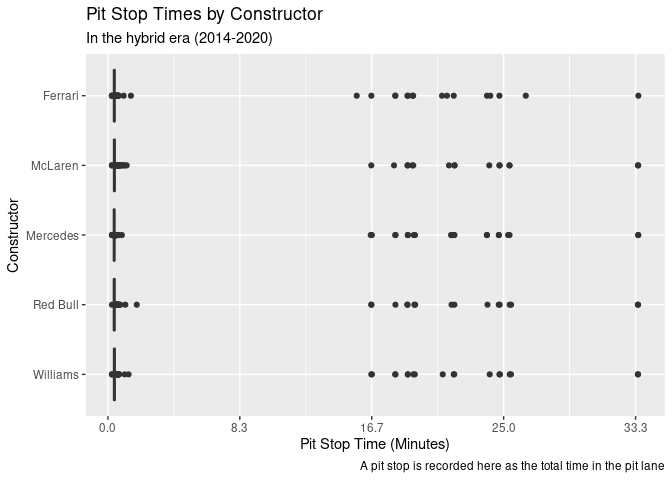 Pit Stop Times by Constructor
In the hybrid era (2014-2020)
Constructor
Ferrari
McLaren
Mercedes
Red Bull
Williams
0.0 8.3 16.7 25.0 33.3
Pit Stop Time (Minutes)
A pit stop is recorded here as the total time in the pit lane